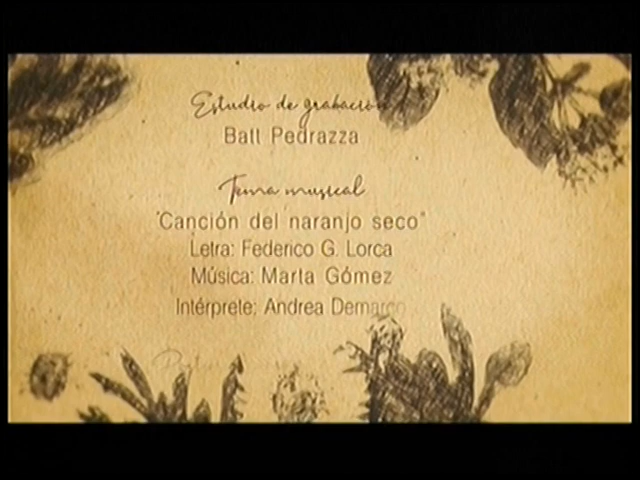 Estudio de grabación
Batt Pedrazza
Tema musical
"Canción del naranjo seco"
Letra: Federico G. Lorca
Música: Marta Gómez
Intérprete: Andrea Demarco